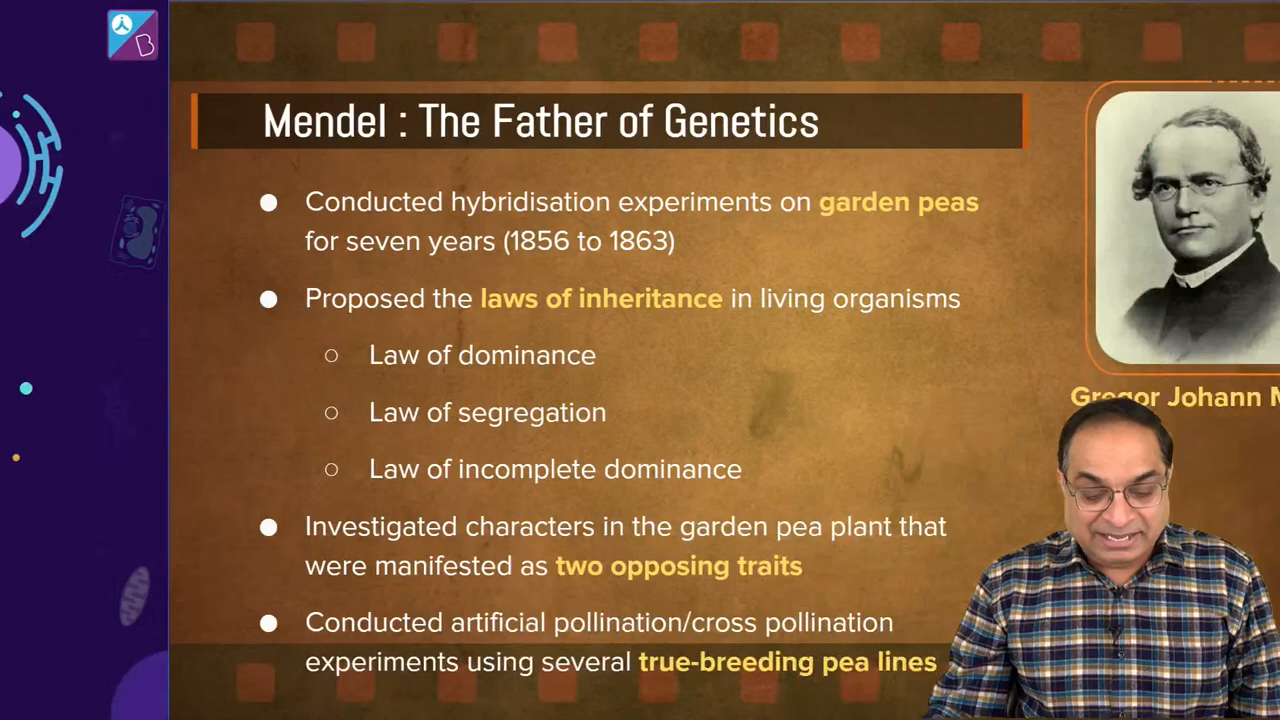 Mendel : The Father of Genetics
● Conducted hybridisation experiments on garden peas
for seven years (1856 to 1863)
● Proposed the laws of inheritance in living organisms
○ Law of dominance
○ Law of segregation
○ Law of incomplete dominance
● Investigated characters in the garden pea plant that
were manifested as two opposing traits
● Conducted artificial pollination/cross pollination
experiments using several true-breeding pea lines
Gregor Johann M
B